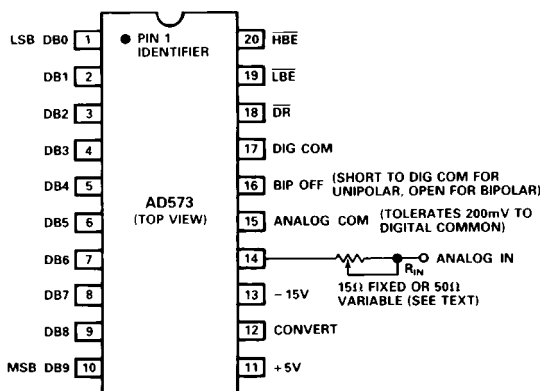 LSB DB0 1
DB1 2
DB2 3
DB3 4
DB4 5
DB5 6
DB6 7
DB7 8
DB8 9
MSB DB9 10
PIN 1
IDENTIFIER
AD573
(TOP VIEW)
20 HBE
19 LBE
18 DR
17 DIG COM
16 BIP OFF (SHORT TO DIG COM FOR
UNIPOLAR, OPEN FOR BIPOLAR)
15 ANALOG COM (TOLERATES 200mV TO
DIGITAL COMMON)
14 ANALOG IN
RIN
15Ω FIXED OR 50Ω
VARIABLE (SEE TEXT)
13 −15V
12 CONVERT
11 +5V